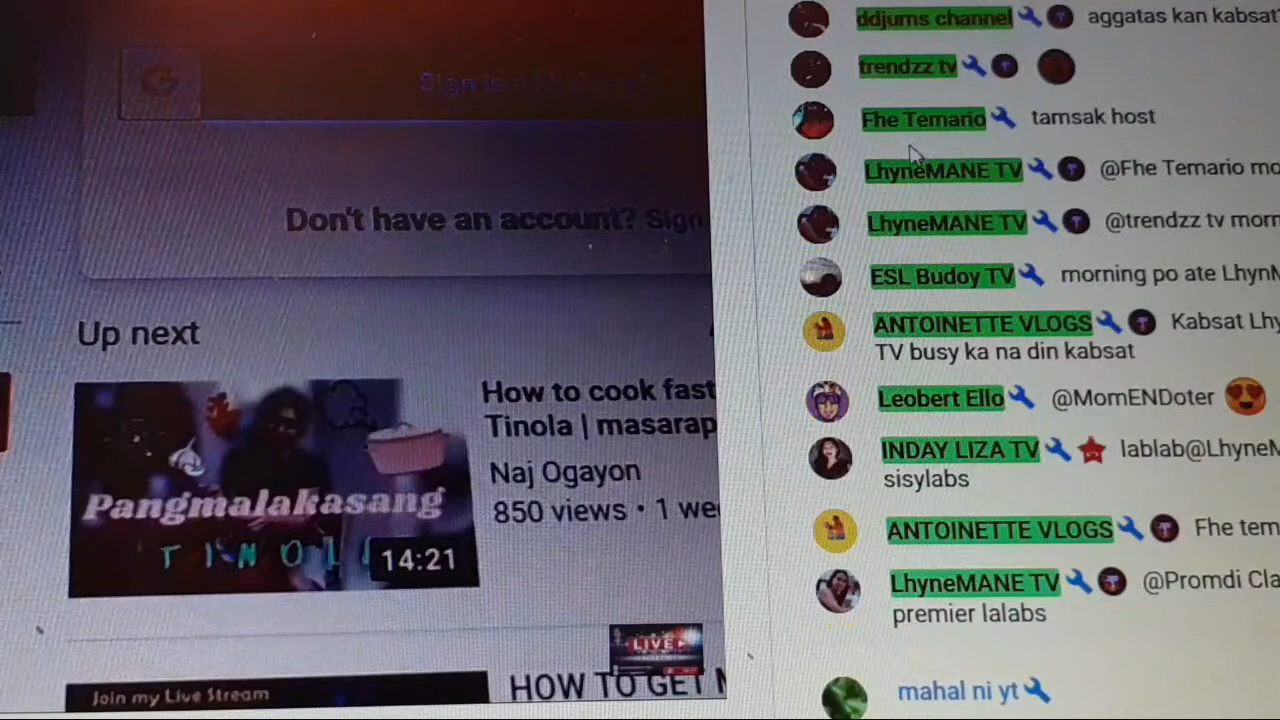 Don't have an account? Sign
Up next
Pangmalakasang
14:21
How to cook fast
Tinola | masarap
Naj Ogayon
850 views • 1 we
LIVE
Join my Live Stream
HOW TO GET
ddjums channel aggatas kan kabsat
trendzz tv
Fhe Temario tamsak host
LhyneMANE TV @Fhe Temario mo
LhyneMANE TV @trendzz tv morn
ESL Budoy TV morning po ate LhynM
ANTOINETTE VLOGS Kabsat Lhy
TV busy ka na din kabsat
Leobert Ello @MomENDoter
INDAY LIZA TV lablab@LhyneM
sisylabs
ANTOINETTE VLOGS Fhe tem
LhyneMANE TV @Promdi Cla
premier lalabs
mahal ni yt